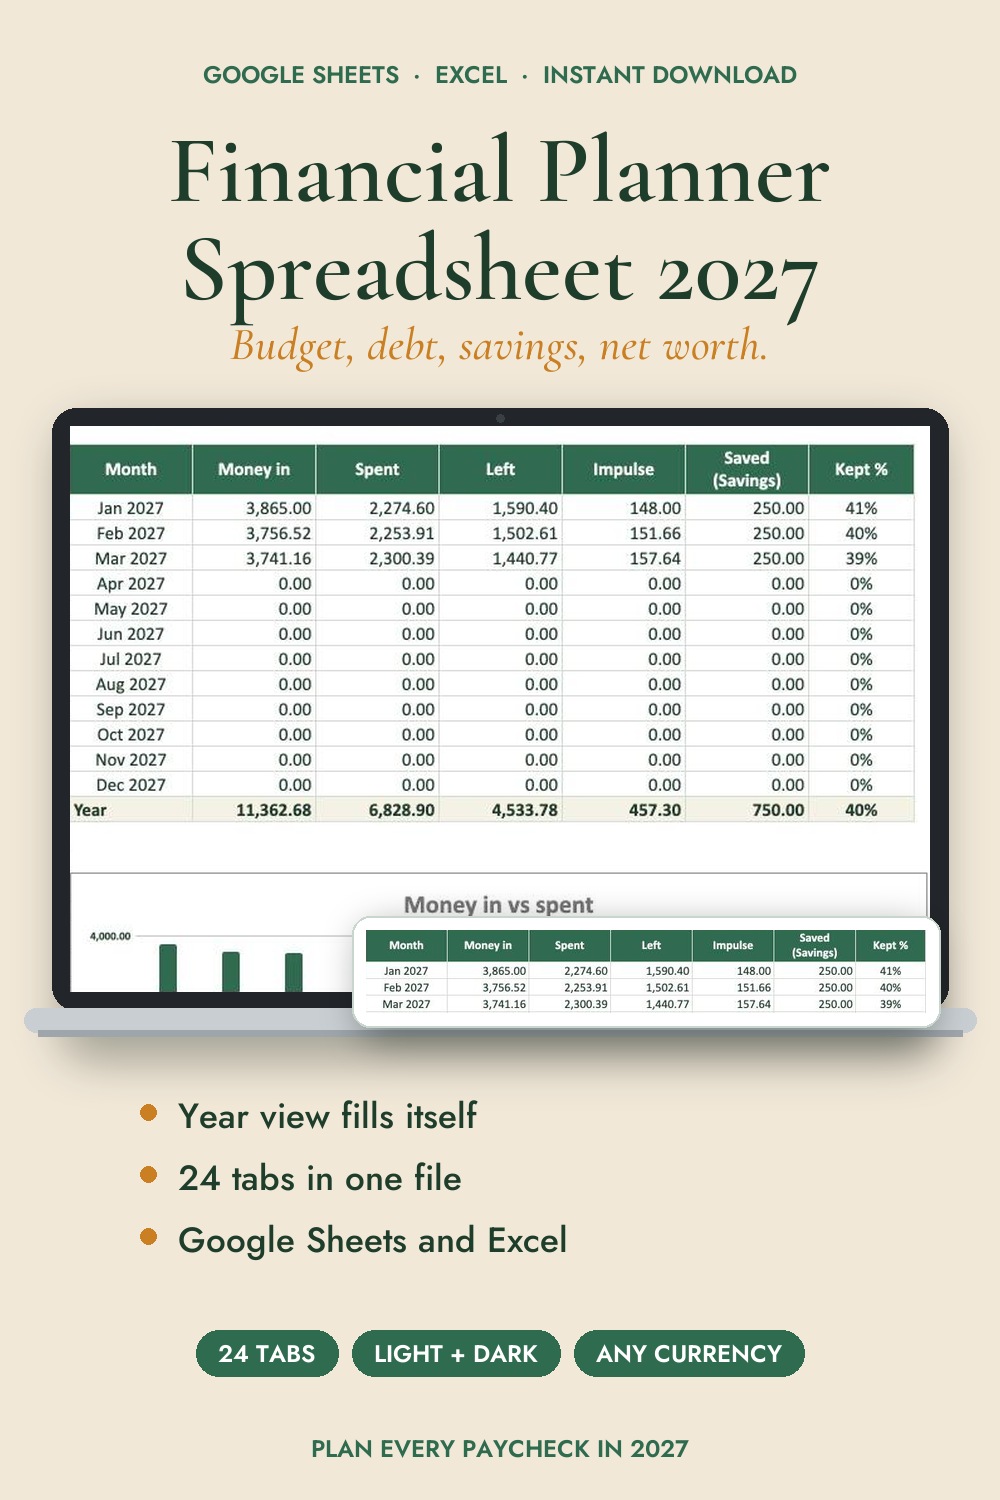 GOOGLE SHEETS · EXCEL · INSTANT DOWNLOAD
Financial Planner
Spreadsheet 2027
Budget, debt, savings, net worth.
Month Money in Spent Left Impulse Saved (Savings) Kept %
Jan 2027 3,865.00 2,274.60 1,590.40 148.00 250.00 41%
Feb 2027 3,756.52 2,253.91 1,502.61 151.66 250.00 40%
Mar 2027 3,741.16 2,300.39 1,440.77 157.64 250.00 39%
Apr 2027 0.00 0.00 0.00 0.00 0.00 0%
May 2027 0.00 0.00 0.00 0.00 0.00 0%
Jun 2027 0.00 0.00 0.00 0.00 0.00 0%
Jul 2027 0.00 0.00 0.00 0.00 0.00 0%
Aug 2027 0.00 0.00 0.00 0.00 0.00 0%
Sep 2027 0.00 0.00 0.00 0.00 0.00 0%
Oct 2027 0.00 0.00 0.00 0.00 0.00 0%
Nov 2027 0.00 0.00 0.00 0.00 0.00 0%
Dec 2027 0.00 0.00 0.00 0.00 0.00 0%
Year 11,362.68 6,828.90 4,533.78 457.30 750.00 40%
Money in vs spent
4,000.00
Month Money in Spent Left Impulse Saved (Savings) Kept %
Jan 2027 3,865.00 2,274.60 1,590.40 148.00 250.00 41%
Feb 2027 3,756.52 2,253.91 1,502.61 151.66 250.00 40%
Mar 2027 3,741.16 2,300.39 1,440.77 157.64 250.00 39%
Year view fills itself
24 tabs in one file
Google Sheets and Excel
24 TABS LIGHT + DARK ANY CURRENCY
PLAN EVERY PAYCHECK IN 2027